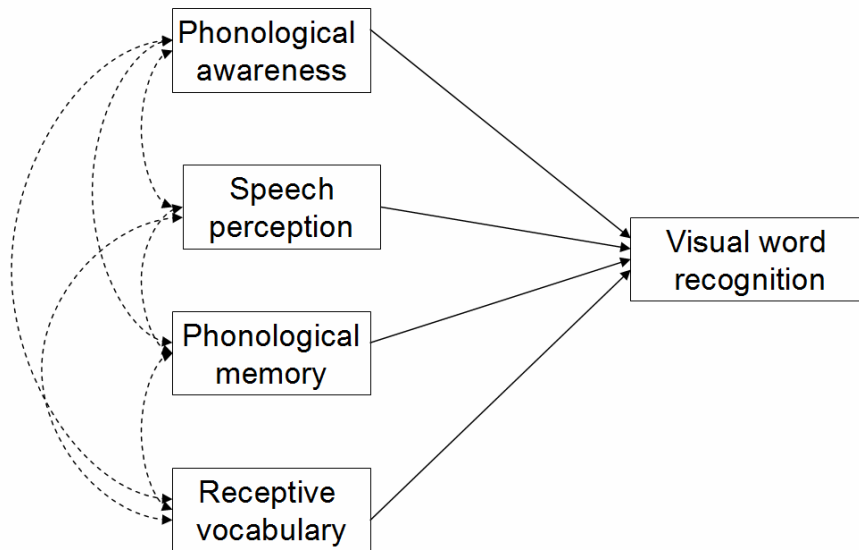 Phonological
awareness
Speech
perception
Visual word
recognition
Phonological
memory
Receptive
vocabulary